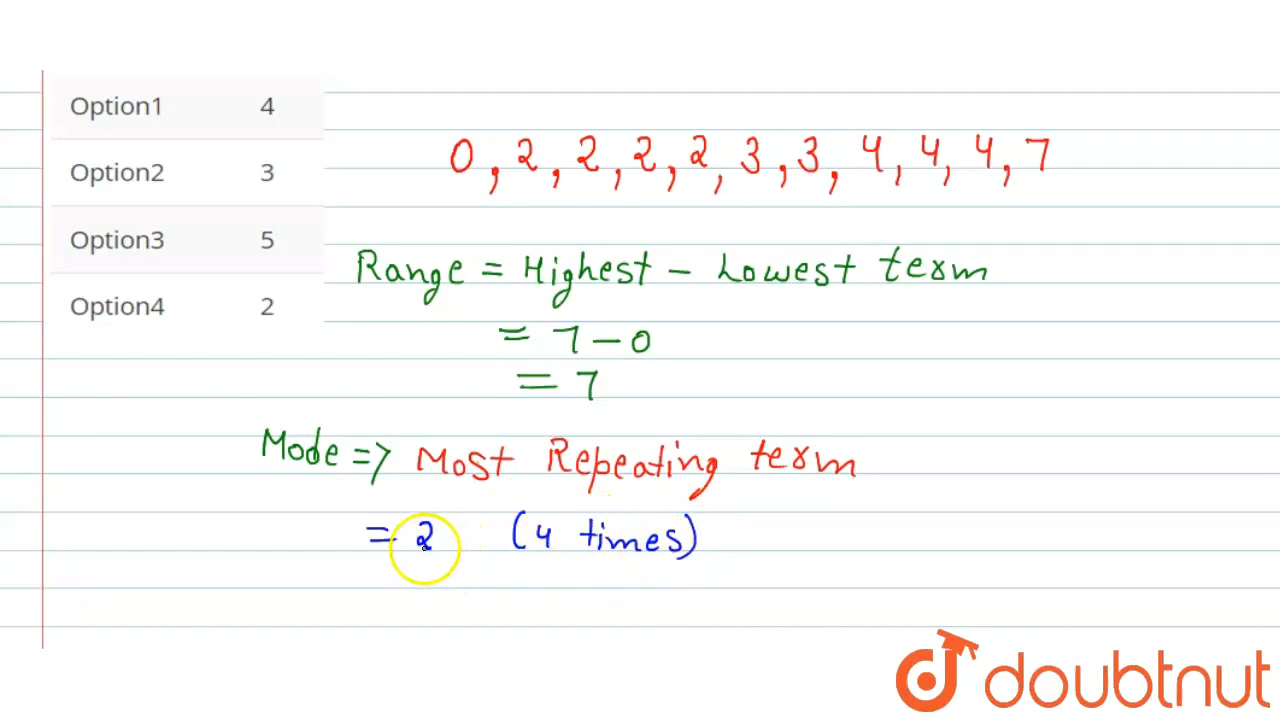 Option1 4
Option2 3
Option3 5
Option4 2
0, 2, 2, 2, 2, 3, 3, 4, 4, 4, 7
Range = Highest - Lowest term
= 7 - 0
= 7
Mode => Most Repeating term
= 2 (4 times)
doubtnut